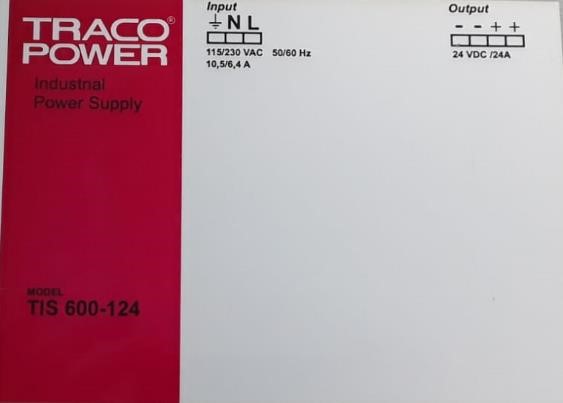 TRACO®
POWER
Industrial
Power Supply
MODEL
TIS 600-124
Input
⏚ N L
115/230 VAC 50/60 Hz
10,5/6,4 A
Output
- - + +
24 VDC /24A